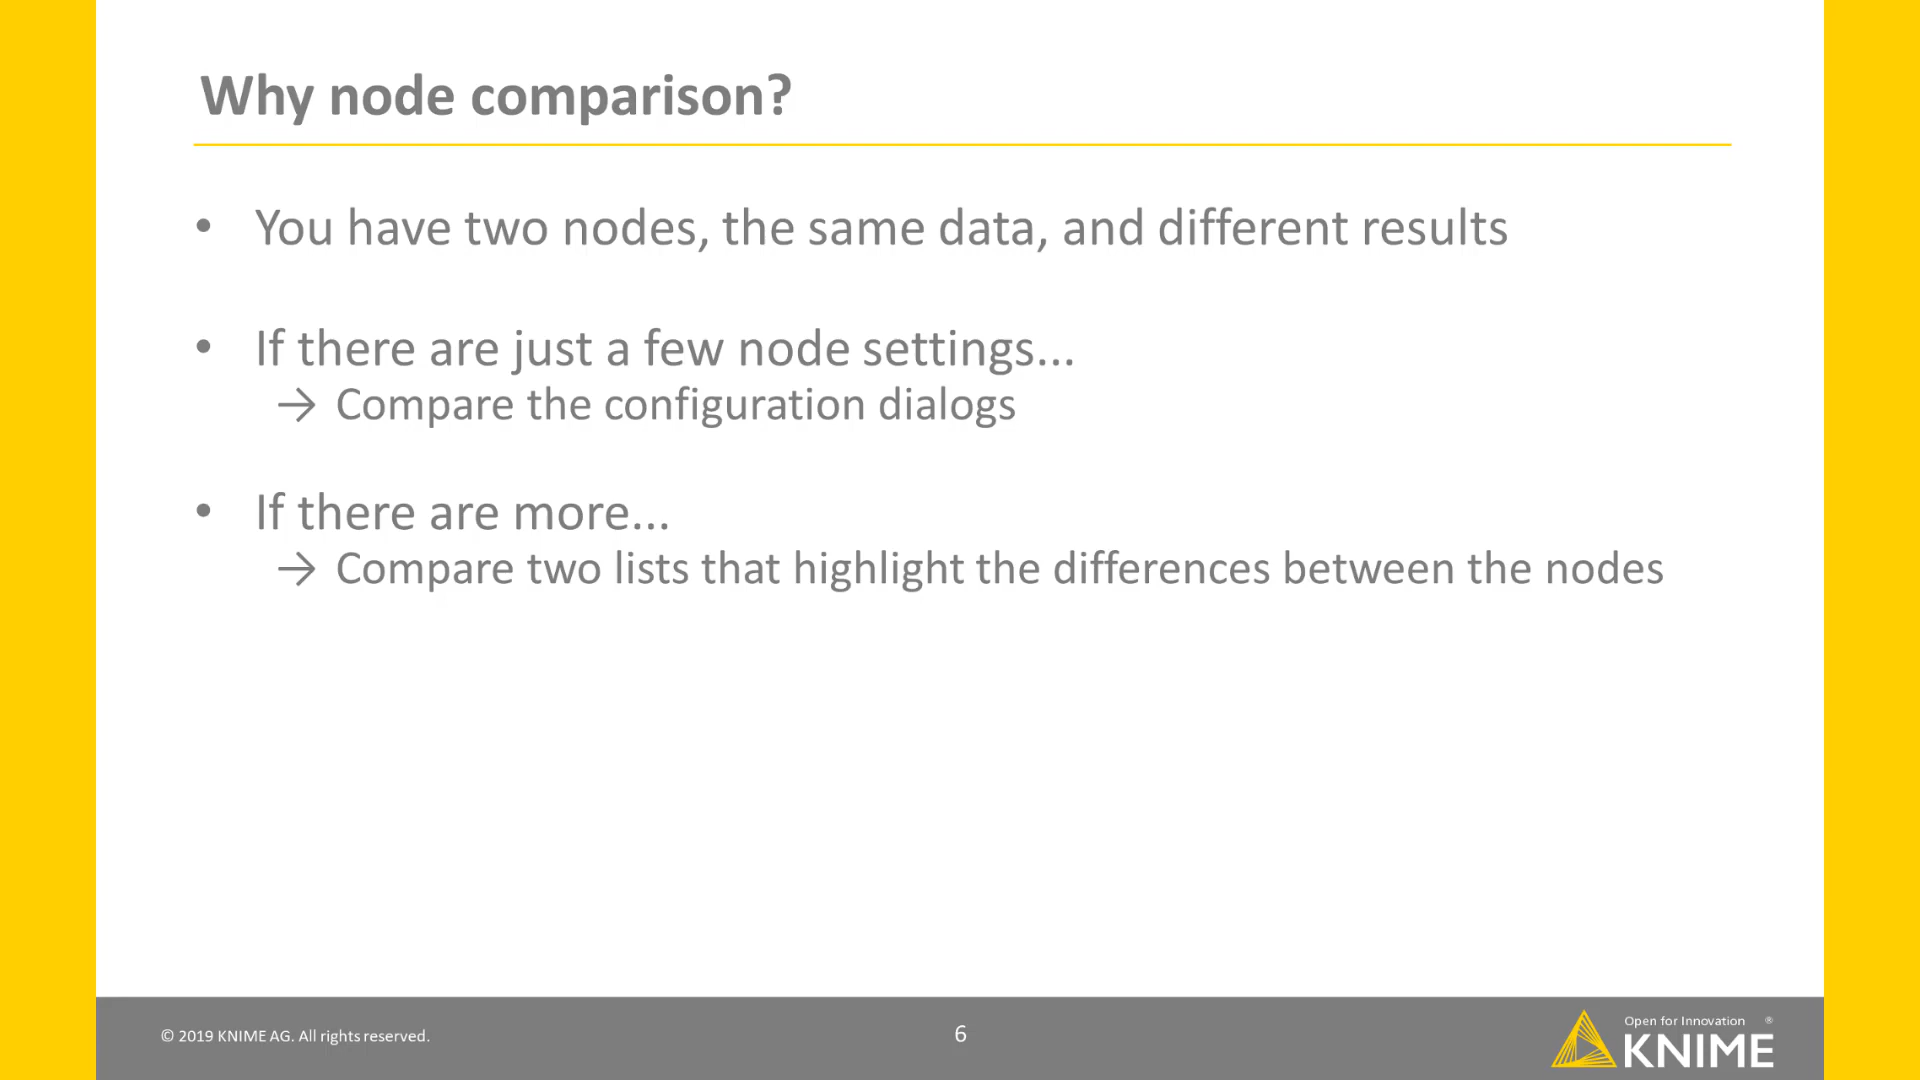 Why node comparison?
• You have two nodes, the same data, and different results
• If there are just a few node settings...
→ Compare the configuration dialogs
• If there are more...
→ Compare two lists that highlight the differences between the nodes
© 2019 KNIME AG. All rights reserved.
6
Open for Innovation ®
KNIME